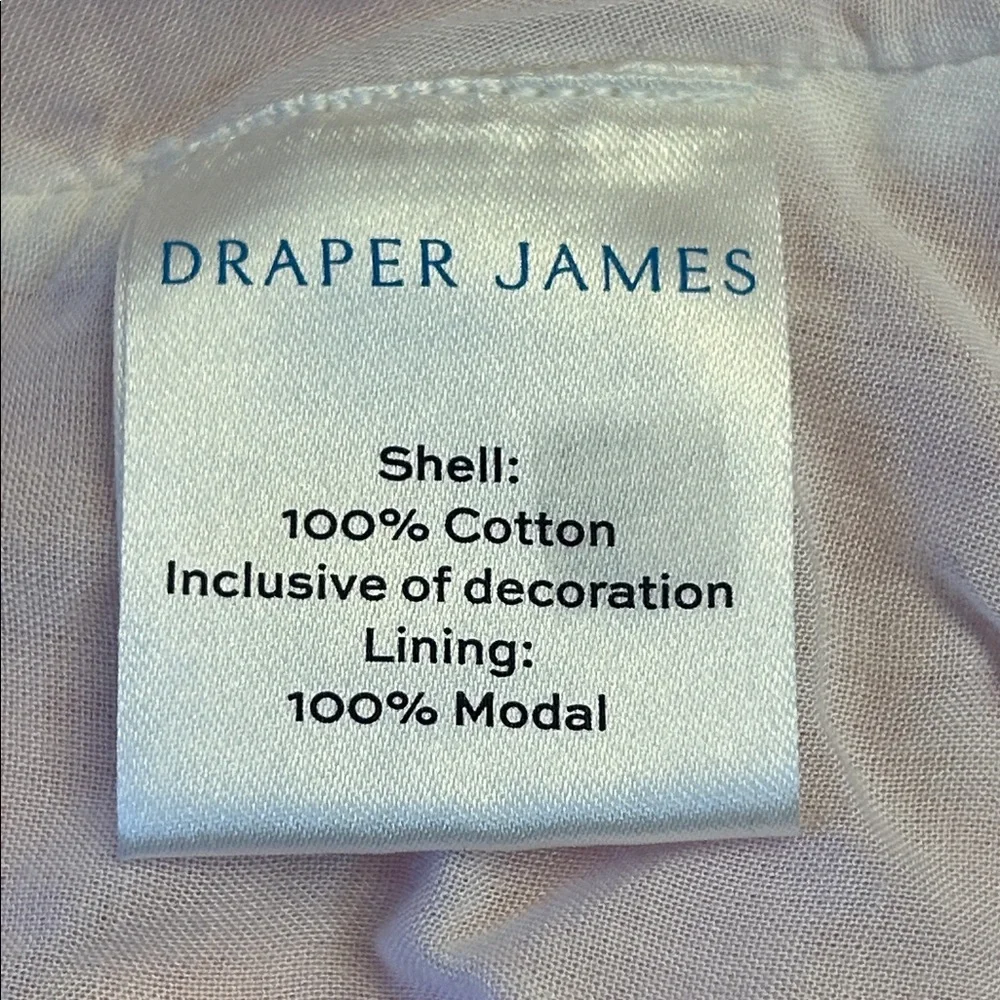 DRAPER JAMES
Shell:
100% Cotton
Inclusive of decoration
Lining:
100% Modal